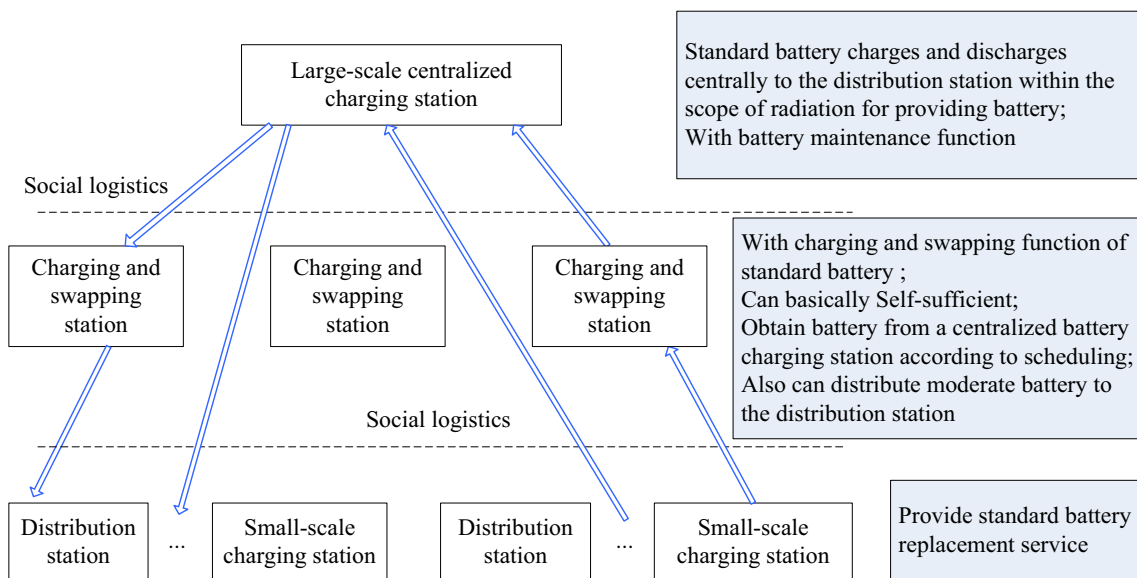 Large-scale centralized
charging station
Standard battery charges and discharges
centrally to the distribution station within the
scope of radiation for providing battery;
With battery maintenance function
Social logistics
Charging and
swapping
station
Charging and
swapping
station
Charging and
swapping
station
With charging and swapping function of
standard battery ;
Can basically Self-sufficient;
Obtain battery from a centralized battery
charging station according to scheduling;
Also can distribute moderate battery to
the distribution station
Social logistics
Distribution
station
...
Small-scale
charging station
Distribution
station
...
Small-scale
charging station
Provide standard battery
replacement service